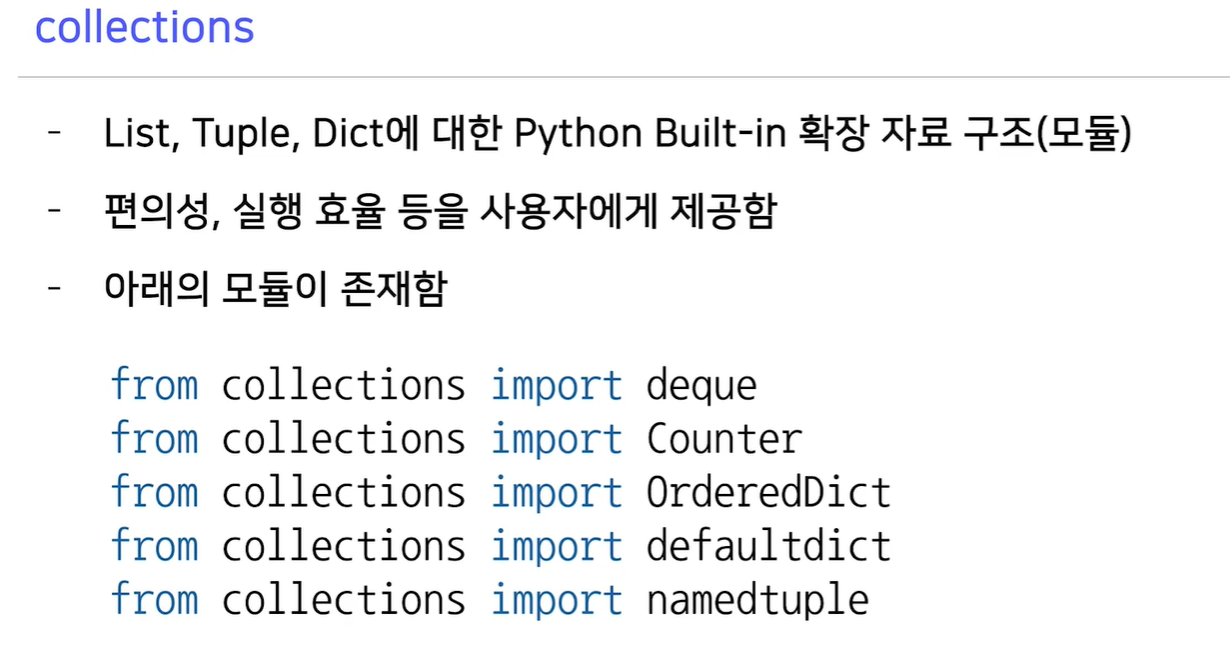 collections
- List, Tuple, Dict에 대한 Python Built-in 확장 자료 구조(모듈)
- 편의성, 실행 효율 등을 사용자에게 제공함
- 아래의 모듈이 존재함
from collections import deque
from collections import Counter
from collections import OrderedDict
from collections import defaultdict
from collections import namedtuple